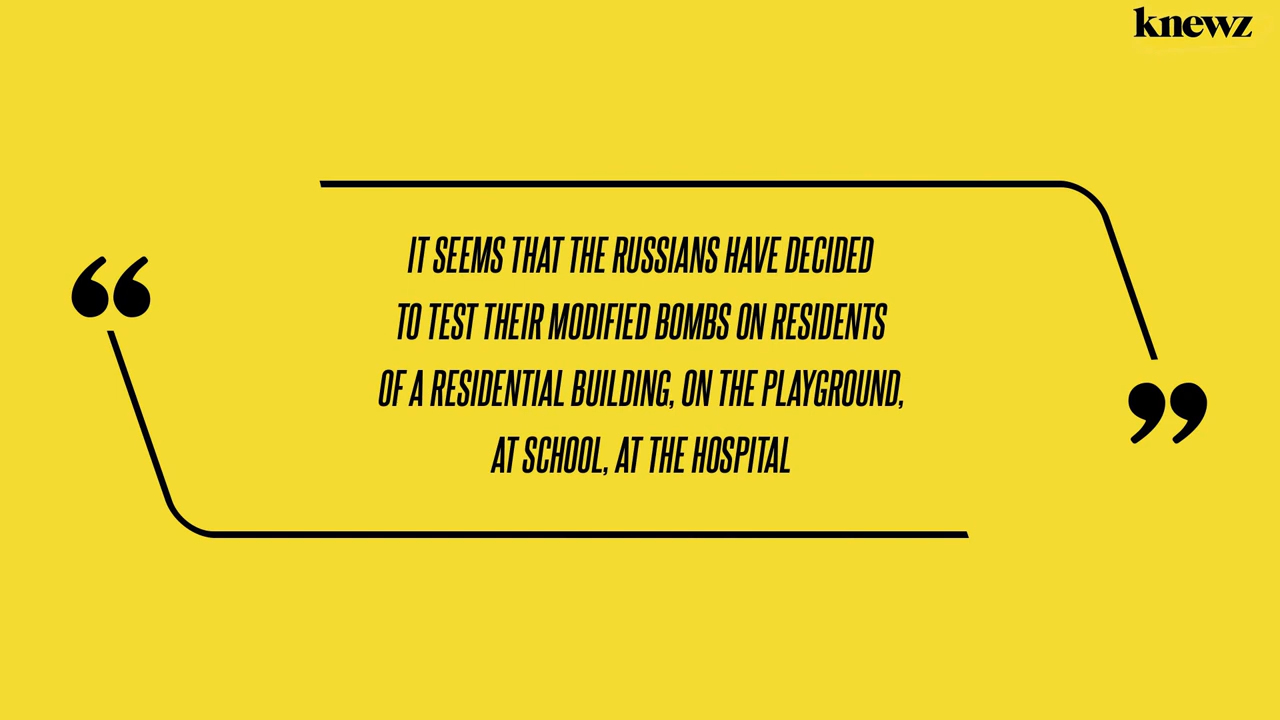 knewz
“
IT SEEMS THAT THE RUSSIANS HAVE DECIDED
TO TEST THEIR MODIFIED BOMBS ON RESIDENTS
OF A RESIDENTIAL BUILDING, ON THE PLAYGROUND,
AT SCHOOL, AT THE HOSPITAL
”